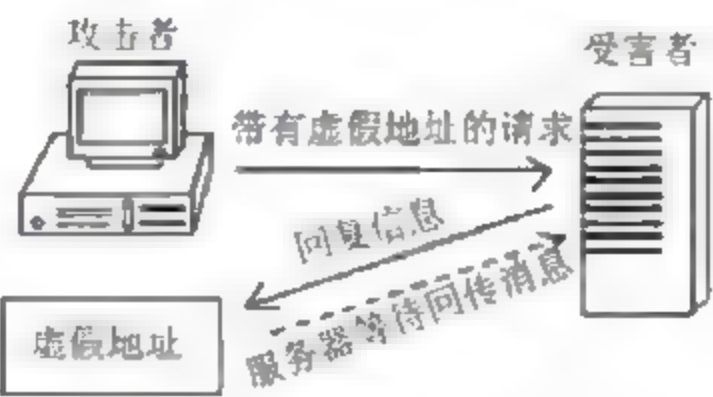 攻击者
受害者
带有虚假地址的请求
回复信息
服务器等待回传消息
虚假地址